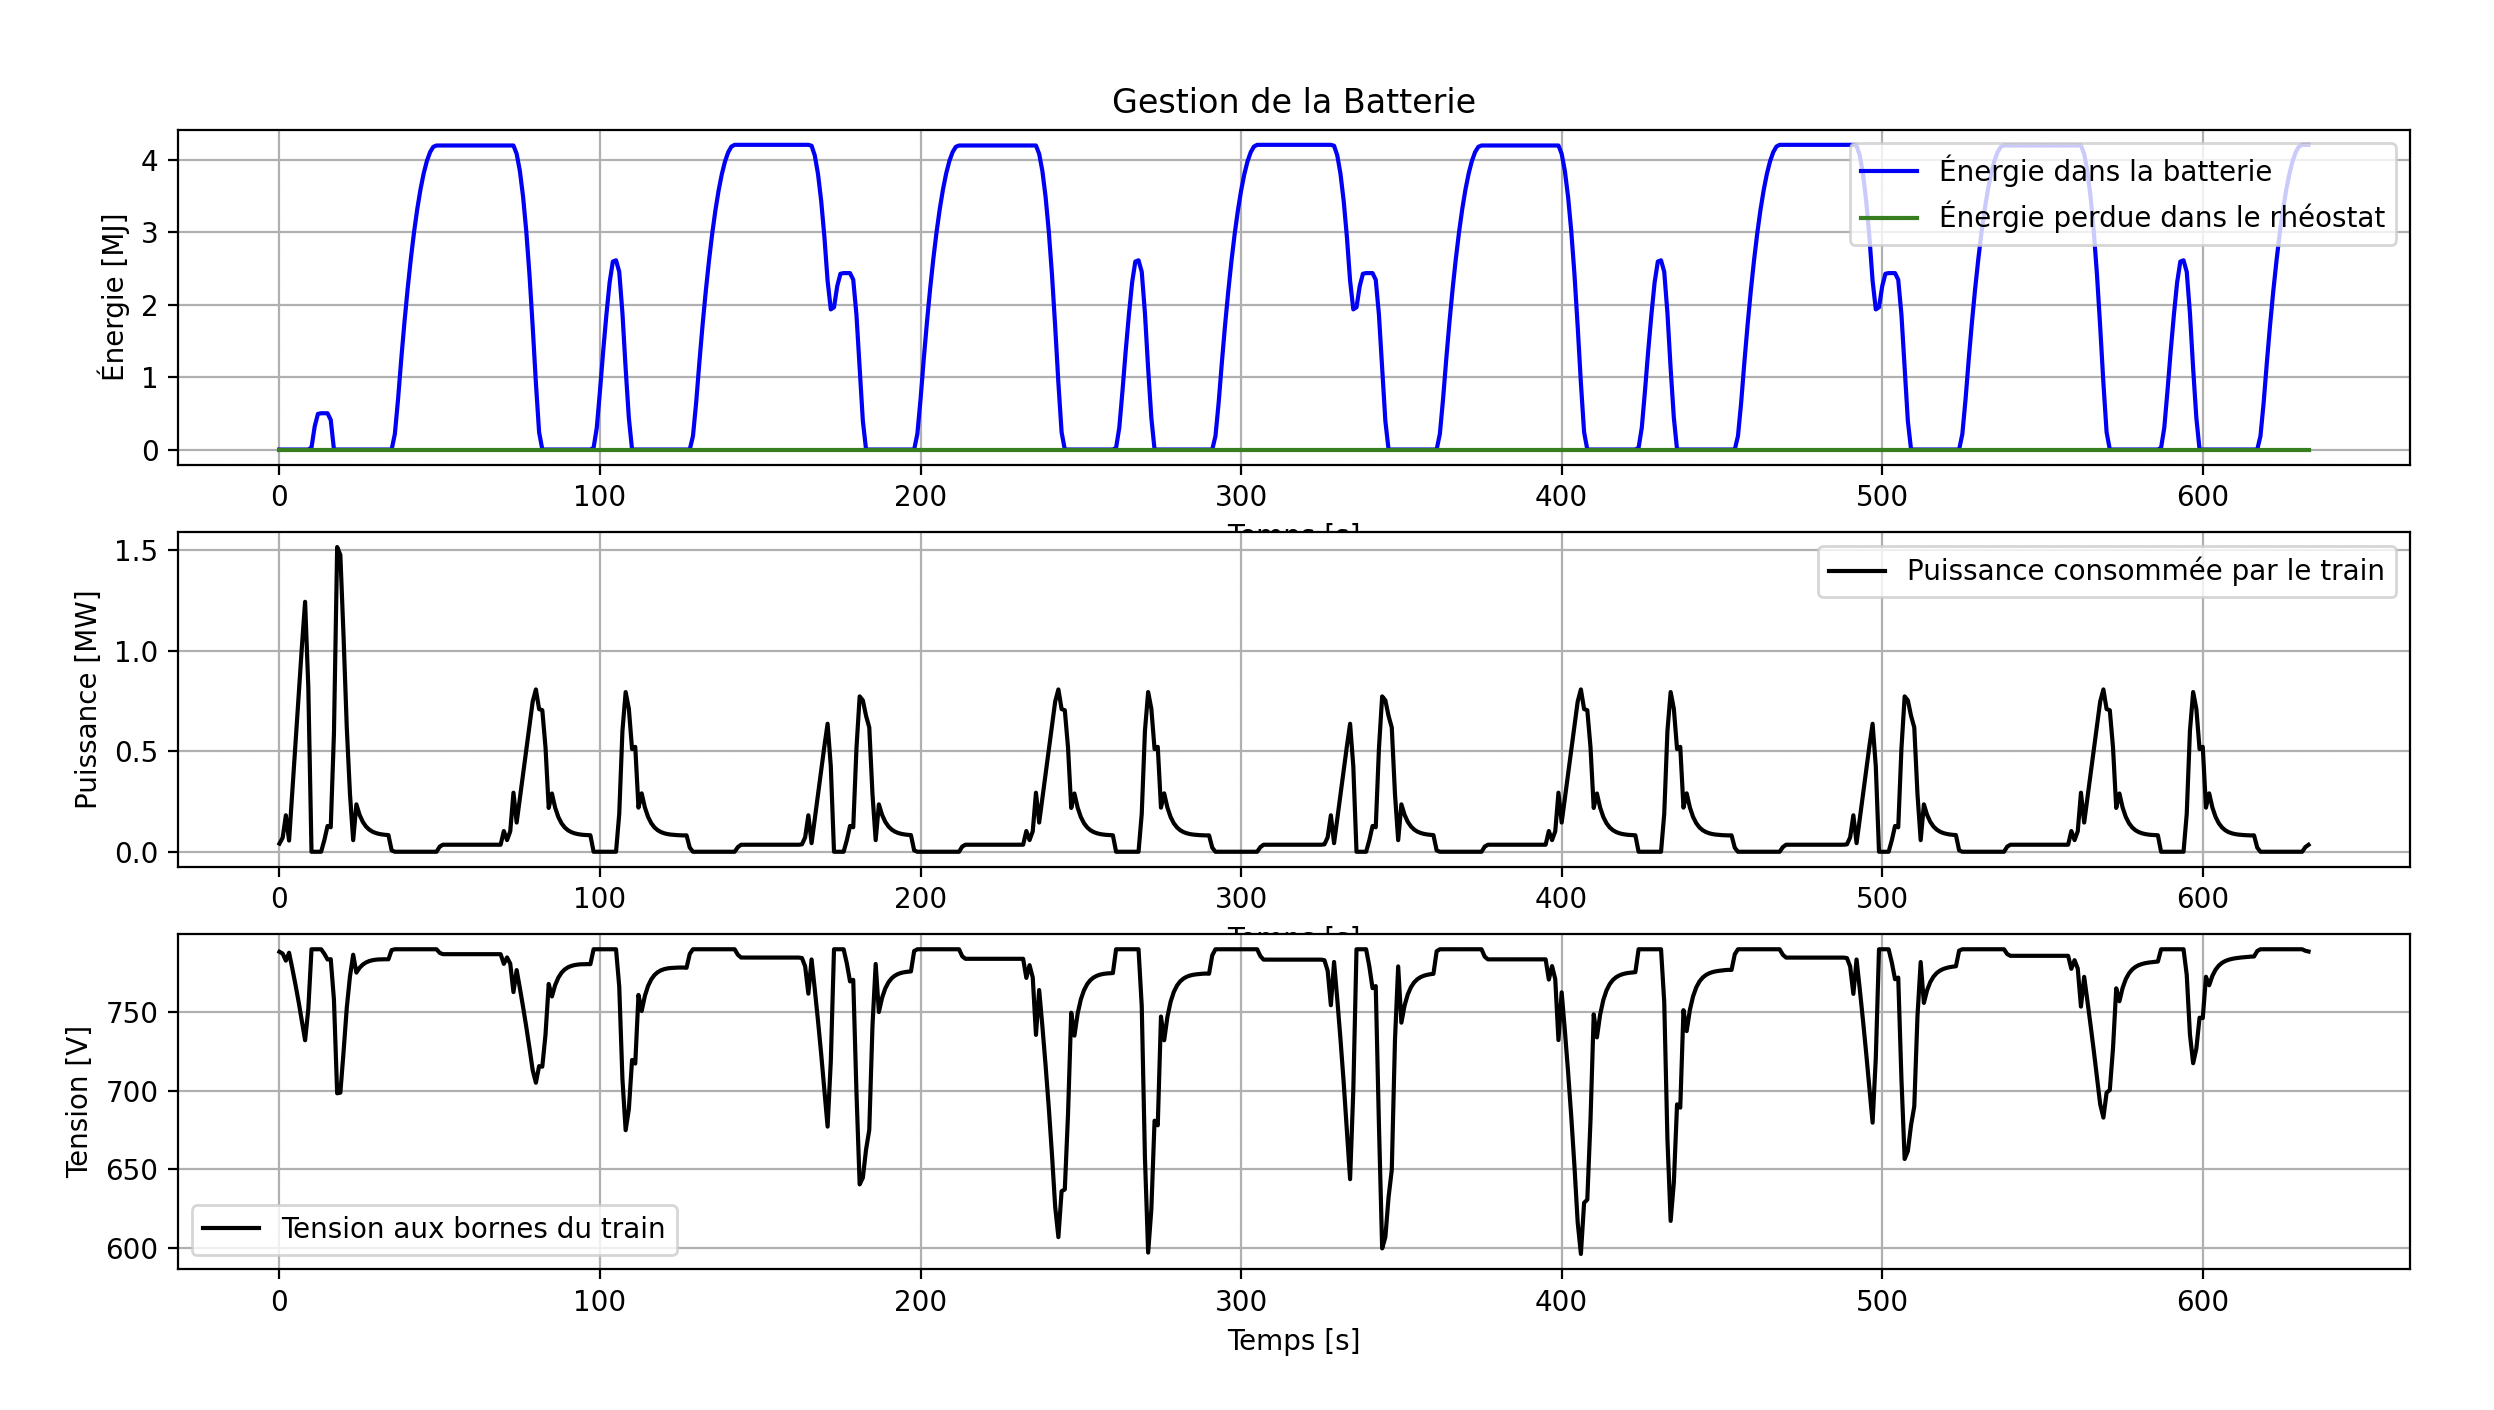 Gestion de la Batterie
Énergie [MJ]
4
3
2
1
0
Énergie dans la batterie
Énergie perdue dans le rhéostat
0 100 200 300 400 500 600
Temps [s]
Puissance [MW]
1.5
1.0
0.5
0.0
Puissance consommée par le train
0 100 200 300 400 500 600
Temps [s]
Tension [V]
750
700
650
600
Tension aux bornes du train
0 100 200 300 400 500 600
Temps [s]